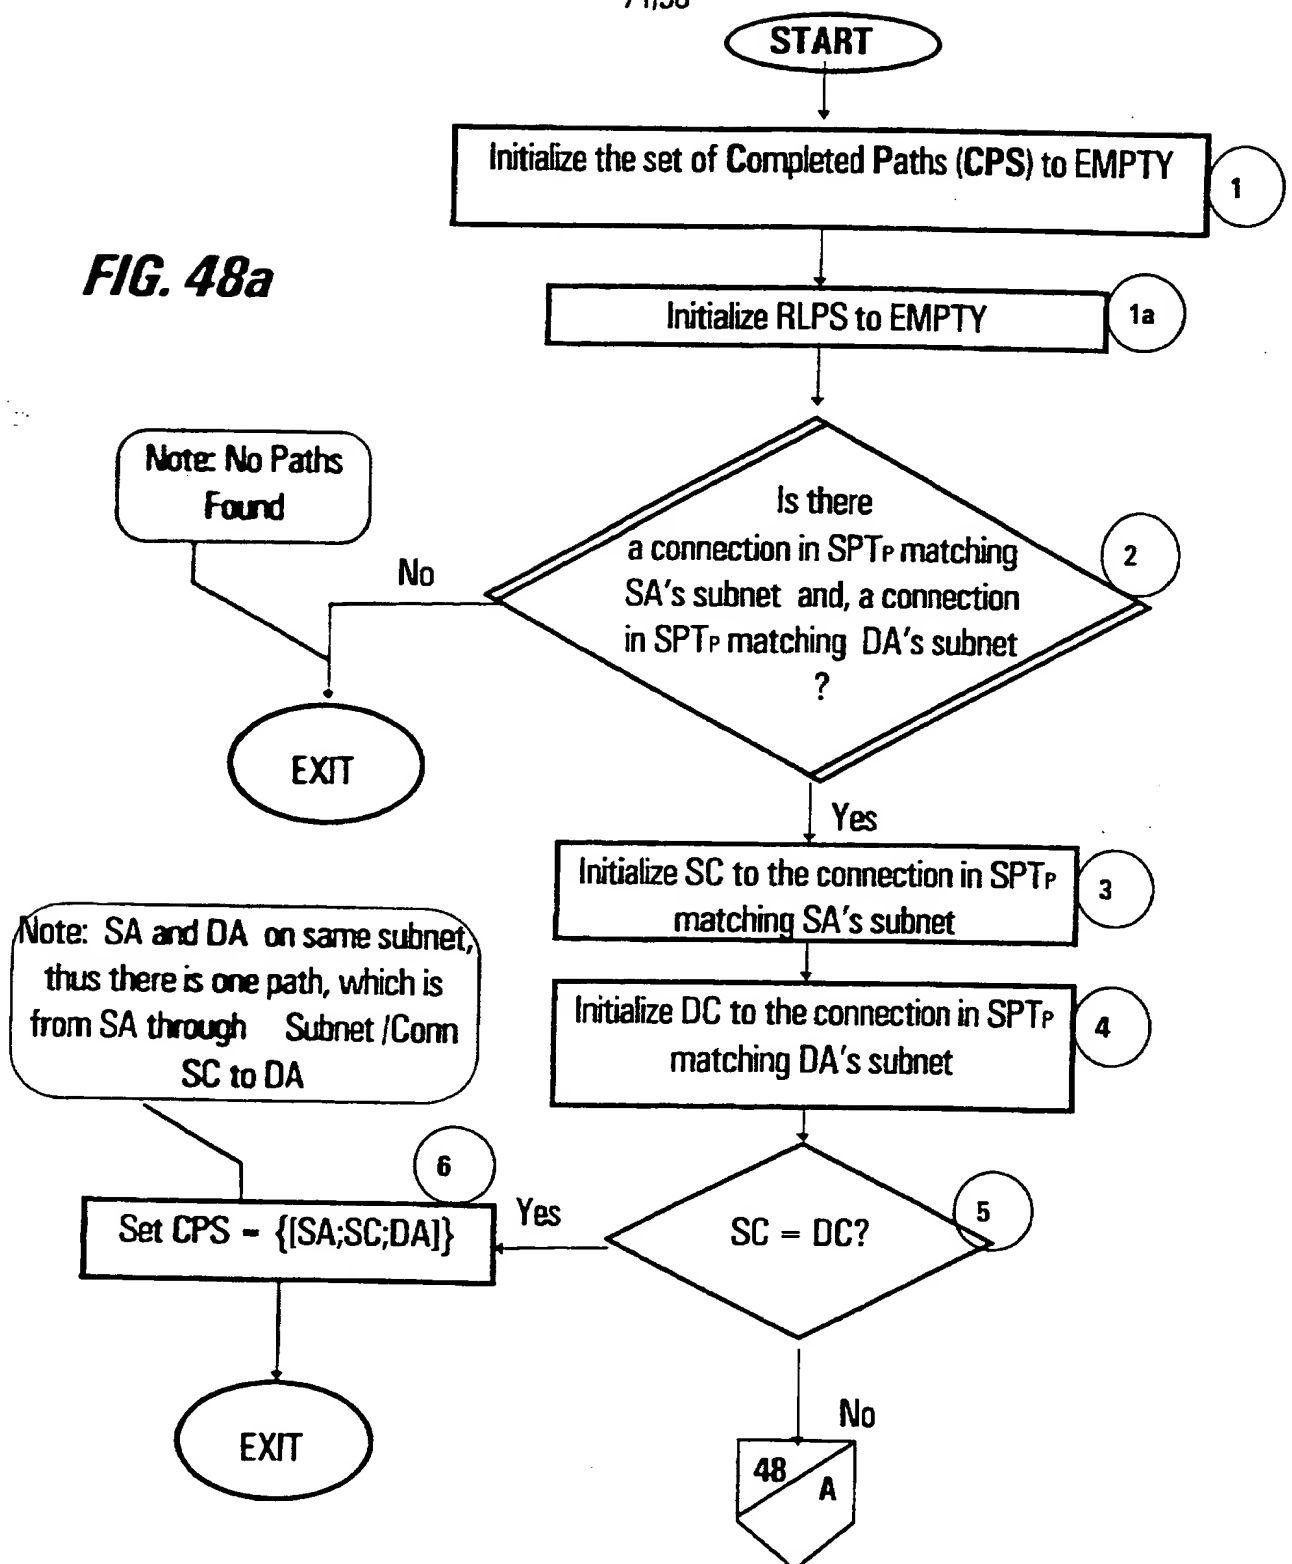 START
Initialize the set of Completed Paths (CPS) to EMPTY
1
FIG. 48a
Initialize RLPS to EMPTY
1a
Note: No Paths
Found
Is there
a connection in SPTP matching
SA's subnet and, a connection
in SPTP matching DA's subnet
?
2
No
EXIT
Yes
Initialize SC to the connection in SPTP
matching SA's subnet
3
Note: SA and DA on same subnet,
thus there is one path, which is
from SA through Subnet /Conn
SC to DA
Initialize DC to the connection in SPTP
matching DA's subnet
4
6
Set CPS - {[SA;SC;DA]}
Yes
SC = DC?
5
EXIT
No
48
A